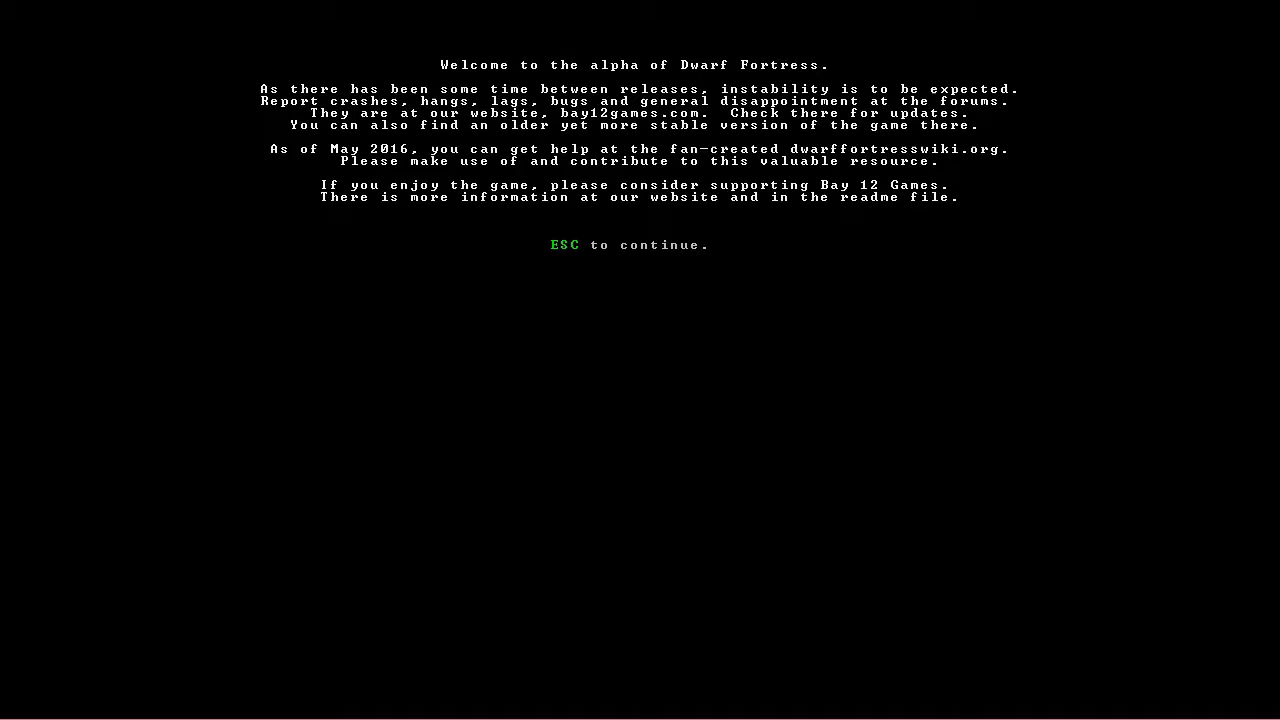 Welcome to the alpha of Dwarf Fortress.
As there has been some time between releases, instability is to be expected.
Report crashes, hangs, lags, bugs and general disappointment at the forums.
They are at our website, bay12games.com.  Check there for updates.
You can also find an older yet more stable version of the game there.
As of May 2016, you can get help at the fan-created dwarffortresswiki.org.
Please make use of and contribute to this valuable resource.
If you enjoy the game, please consider supporting Bay 12 Games.
There is more information at our website and in the readme file.
ESC to continue.